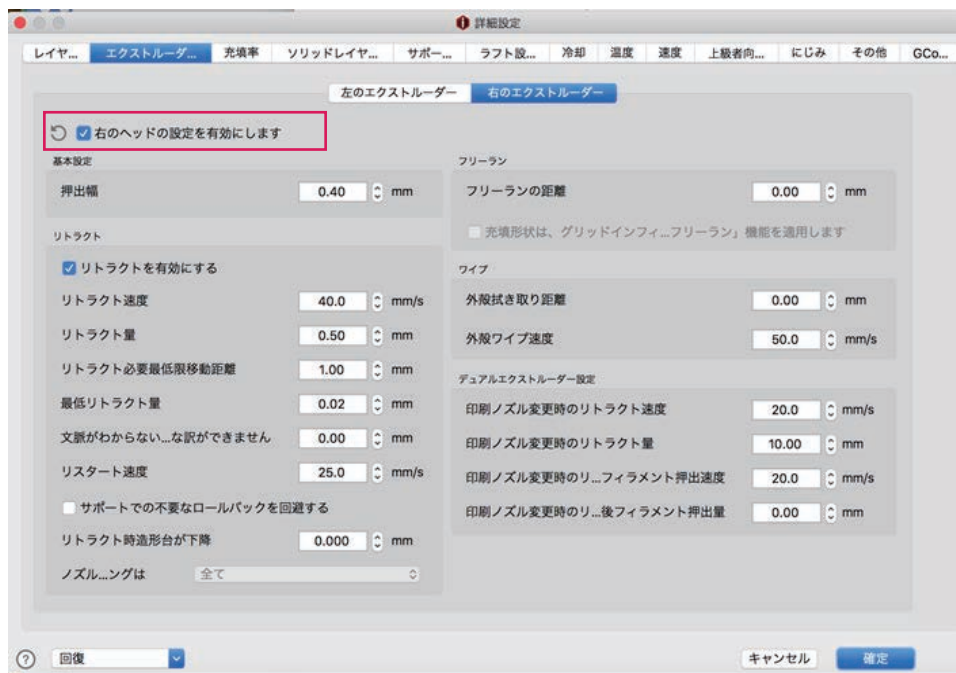 詳細設定
レイヤ... エクストルーダ... 充填率 ソリッドレイヤ... サポー... ラフト設... 冷却 温度 速度 上級者向... にじみ その他 GCo...
左のエクストルーダー 右のエクストルーダー
右のヘッドの設定を有効にします
基本設定
押出幅 0.40 mm
リトラクト
リトラクトを有効にする
リトラクト速度 40.0 mm/s
リトラクト量 0.50 mm
リトラクト必要最低限移動距離 1.00 mm
最低リトラクト量 0.02 mm
文脈がわからない...な訳ができません 0.00 mm
リスタート速度 25.0 mm/s
サポートでの不要なロールバックを回避する
リトラクト時造形台が下降 0.000 mm
ノズル...ングは 全て
フリーラン
フリーランの距離 0.00 mm
充填形状は、グリッドインフィ...フリーラン」機能を適用します
ワイプ
外殻拭き取り距離 0.00 mm
外殻ワイプ速度 50.0 mm/s
デュアルエクストルーダー設定
印刷ノズル変更時のリトラクト速度 20.0 mm/s
印刷ノズル変更時のリトラクト量 10.00 mm
印刷ノズル変更時のリ...フィラメント押出速度 20.0 mm/s
印刷ノズル変更時のリ...後フィラメント押出量 0.00 mm
? 回復 キャンセル 確定